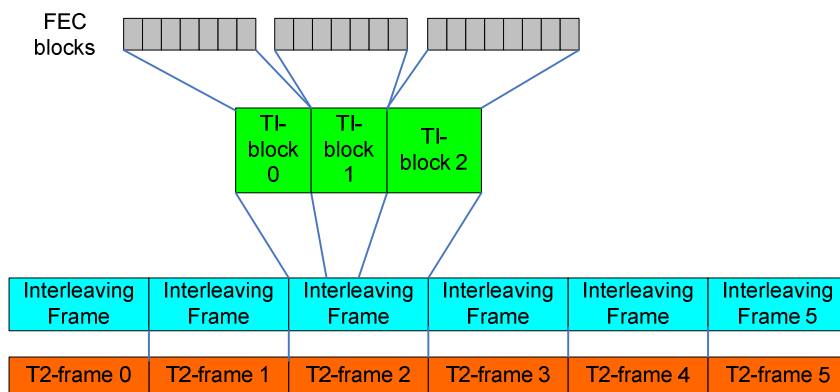 FEC
blocks
TI-
block
0
TI-
block
1
TI-
block 2
Interleaving
Frame
Interleaving
Frame
Interleaving
Frame
Interleaving
Frame
Interleaving
Frame
Interleaving
Frame 5
T2-frame 0
T2-frame 1
T2-frame 2
T2-frame 3
T2-frame 4
T2-frame 5